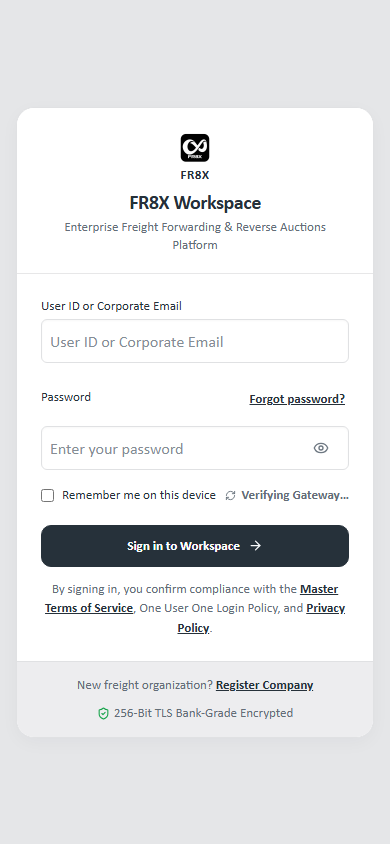 FR8X
FR8X
FR8X Workspace
Enterprise Freight Forwarding & Reverse Auctions
Platform
User ID or Corporate Email
User ID or Corporate Email
Password
Forgot password?
Enter your password
Remember me on this device
Verifying Gateway...
Sign in to Workspace
By signing in, you confirm compliance with the Master
Terms of Service, One User One Login Policy, and Privacy
Policy.
New freight organization? Register Company
256-Bit TLS Bank-Grade Encrypted